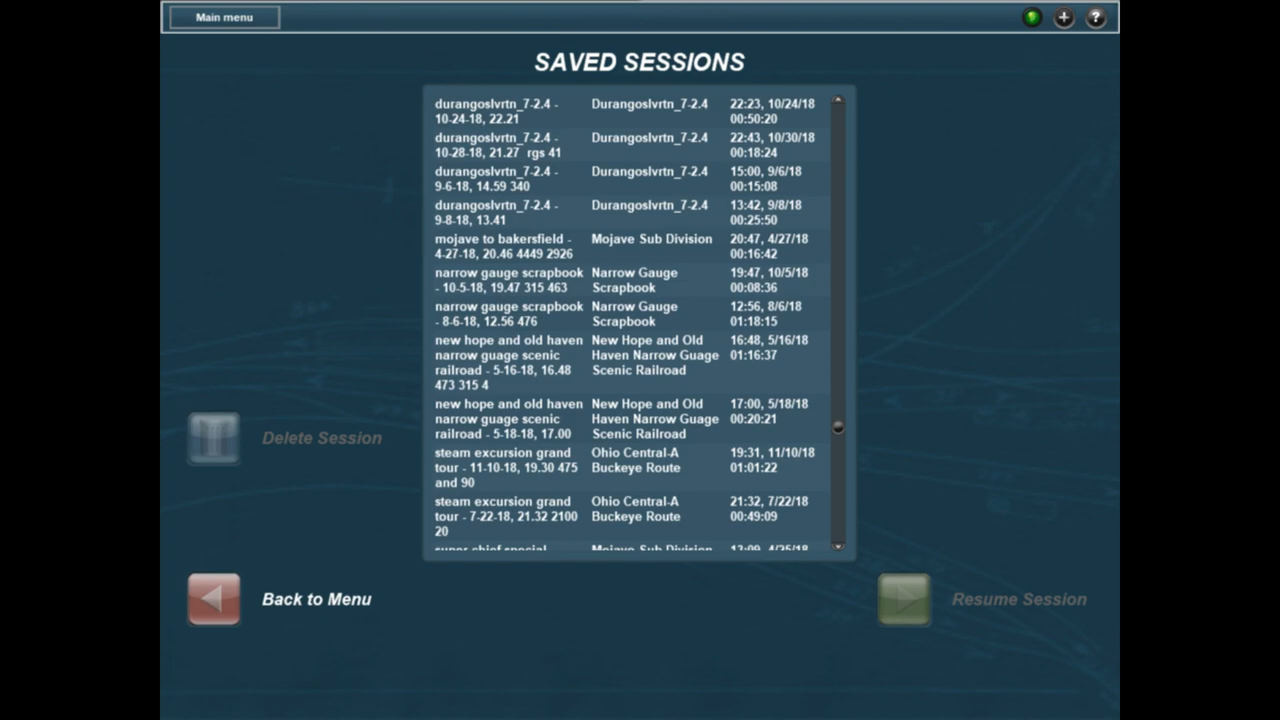 Main menu
?
SAVED SESSIONS
durangoslvrtn_7-2.4 - Durangoslvrtn_7-2.4 22:23, 10/24/18
10-24-18, 22.21 00:50:20
durangoslvrtn_7-2.4 - Durangoslvrtn_7-2.4 22:43, 10/30/18
10-28-18, 21.27 rgs 41 00:18:24
durangoslvrtn_7-2.4 - Durangoslvrtn_7-2.4 15:00, 9/6/18
9-6-18, 14.59 340 00:15:08
durangoslvrtn_7-2.4 - Durangoslvrtn_7-2.4 13:42, 9/8/18
9-8-18, 13.41 00:25:50
mojave to bakersfield - Mojave Sub Division 20:47, 4/27/18
4-27-18, 20.46 4449 2926 00:16:42
narrow gauge scrapbook Narrow Gauge 19:47, 10/5/18
- 10-5-18, 19.47 315 463 Scrapbook 00:08:36
narrow gauge scrapbook Narrow Gauge 12:56, 8/6/18
- 8-6-18, 12.56 476 Scrapbook 01:18:15
new hope and old haven New Hope and Old 16:48, 5/16/18
narrow guage scenic Haven Narrow Guage 01:16:37
railroad - 5-16-18, 16.48 Scenic Railroad
473 315 4
new hope and old haven New Hope and Old 17:00, 5/18/18
narrow guage scenic Haven Narrow Guage 00:20:21
railroad - 5-18-18, 17.00 Scenic Railroad
steam excursion grand Ohio Central-A 19:31, 11/10/18
tour - 11-10-18, 19.30 475 Buckeye Route 01:01:22
and 90
steam excursion grand Ohio Central-A 21:32, 7/22/18
tour - 7-22-18, 21.32 2100 Buckeye Route 00:49:09
20
super chief special Mojave Sub Division 13:09, 4/25/18
Delete Session
Back to Menu
Resume Session